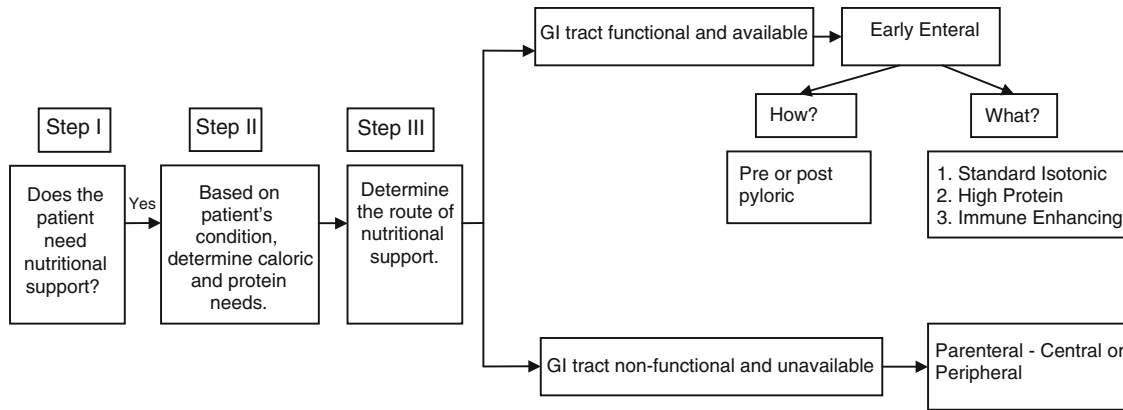 GI tract functional and available
Early Enteral
How?
What?
Pre or post
pyloric
1. Standard Isotonic
2. High Protein
3. Immune Enhancing
Step I
Step II
Step III
Does the
patient
need
nutritional
support?
Yes
Based on
patient's
condition,
determine caloric
and protein
needs.
Determine
the route of
nutritional
support.
GI tract non-functional and unavailable
Parenteral - Central or
Peripheral